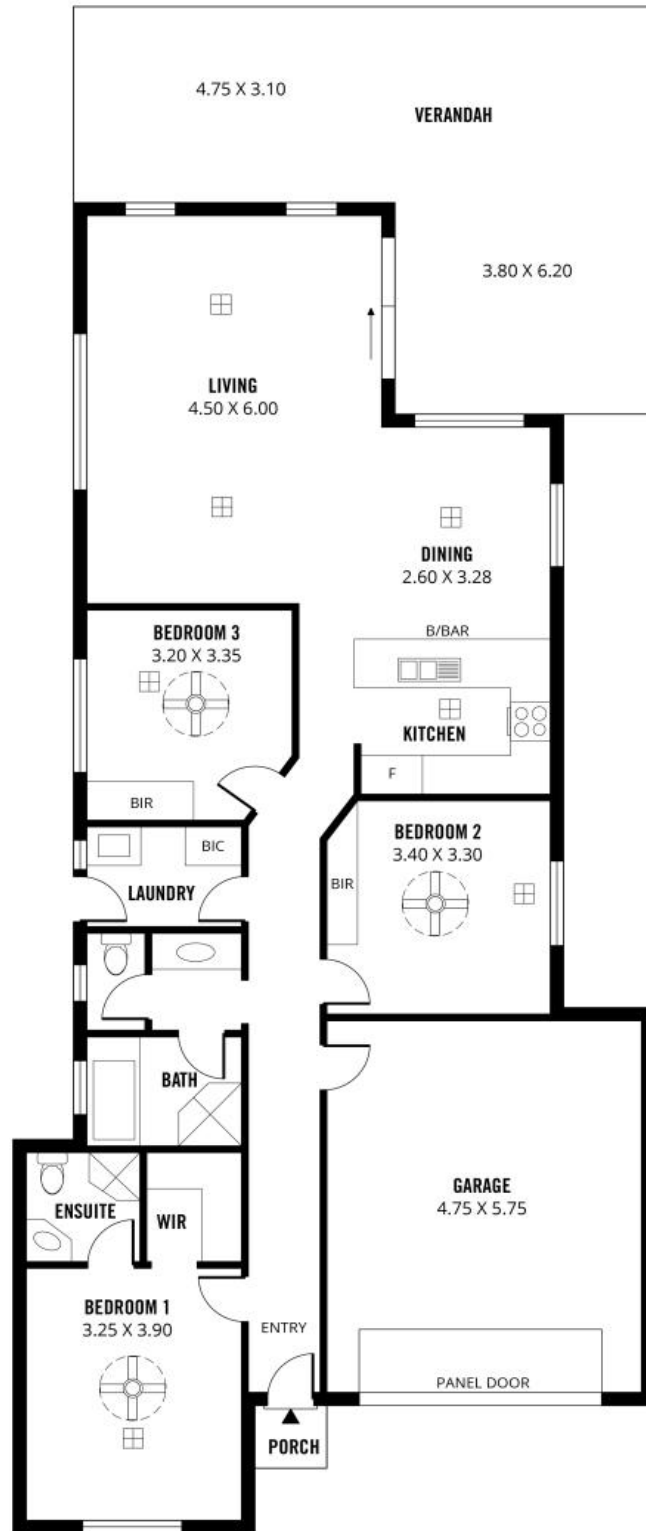 4.75 X 3.10
VERANDAH
3.80 X 6.20
LIVING
4.50 X 6.00
DINING
2.60 X 3.28
B/BAR
BEDROOM 3
3.20 X 3.35
KITCHEN
F
BIR
BEDROOM 2
3.40 X 3.30
BIC
BIR
LAUNDRY
BATH
GARAGE
4.75 X 5.75
ENSUITE
WIR
BEDROOM 1
3.25 X 3.90
ENTRY
PANEL DOOR
PORCH